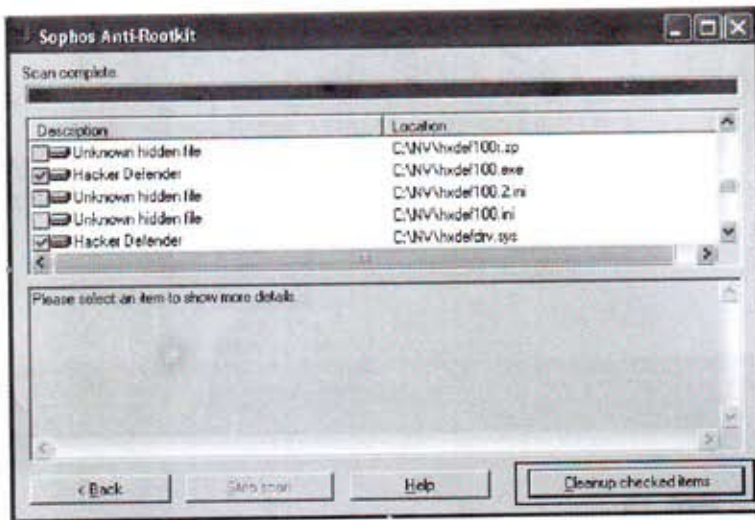 Sophos Anti-Rootkit
Scan complete.
Description Location
Unknown hidden file C:\NV\hxdef100r.zip
Hacker Defender C:\NV\hxdef100.exe
Unknown hidden file C:\NV\hxdef100.2.ini
Unknown hidden file C:\NV\hxdef100.ini
Hacker Defender C:\NV\hxdefdrv.sys
Please select an item to show more details.
< Back Stop scan Help Cleanup checked items